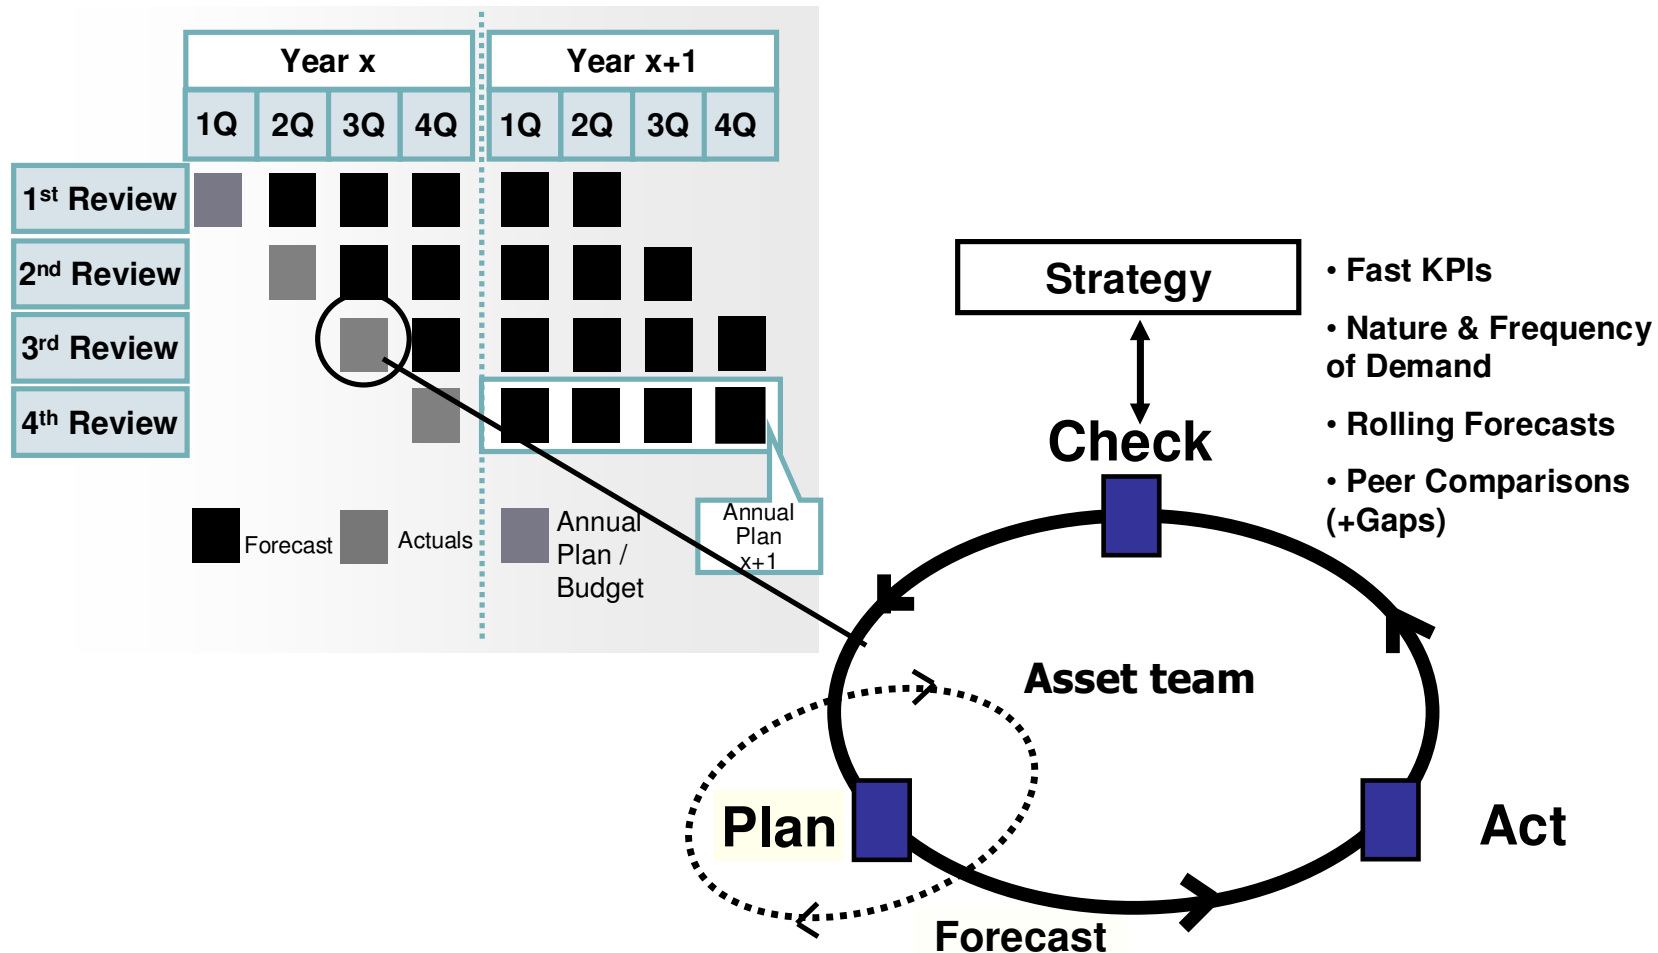 Year x
Year x+1
1Q 2Q 3Q 4Q 1Q 2Q 3Q 4Q
1st Review
2nd Review
3rd Review
4th Review
Forecast
Actuals
Annual
Plan /
Budget
Annual
Plan
x+1
Strategy
• Fast KPIs
• Nature & Frequency
of Demand
• Rolling Forecasts
• Peer Comparisons
(+Gaps)
Check
Asset team
Plan
Act
Forecast